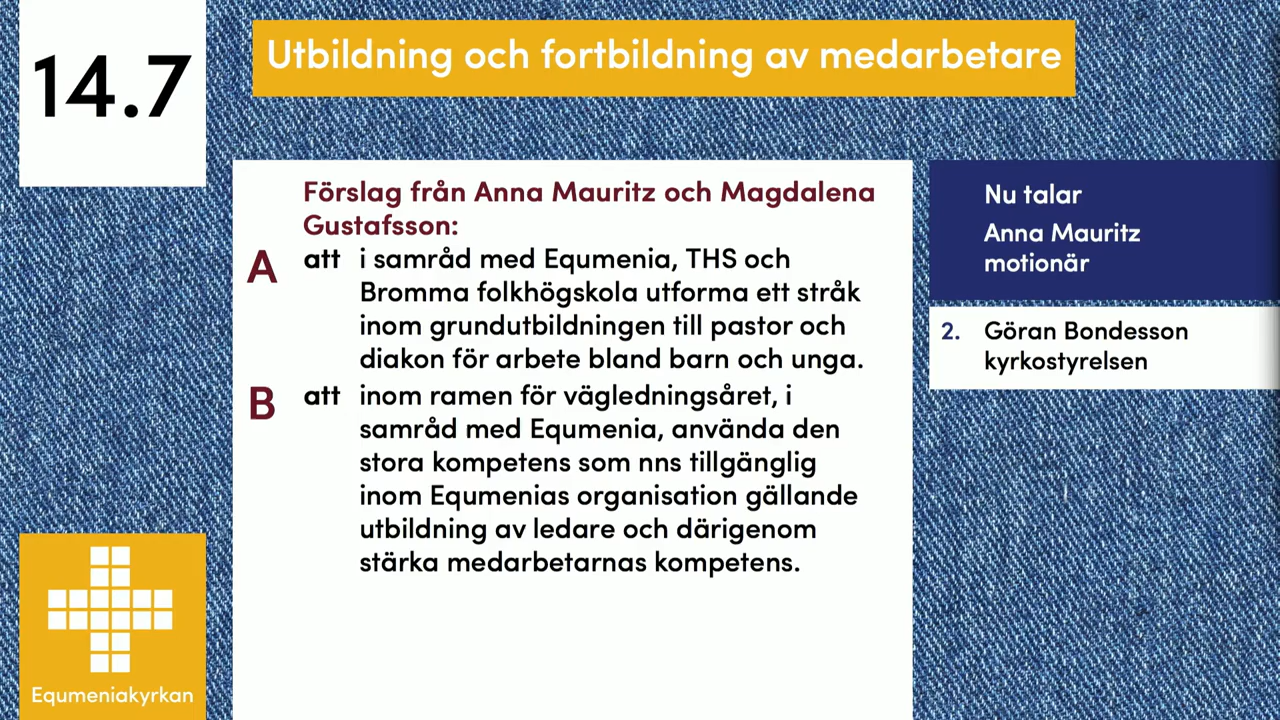 14.7
Utbildning och fortbildning av medarbetare
Förslag från Anna Mauritz och Magdalena
Gustafsson:
A att i samråd med Equmenia, THS och
Bromma folkhögskola utforma ett stråk
inom grundutbildningen till pastor och
diakon för arbete bland barn och unga.
B att inom ramen för vägledningsåret, i
samråd med Equmenia, använda den
stora kompetens som nns tillgänglig
inom Equmenias organisation gällande
utbildning av ledare och därigenom
stärka medarbetarnas kompetens.
Nu talar
Anna Mauritz
motionär
2. Göran Bondesson
kyrkostyrelsen
Equmeniakyrkan